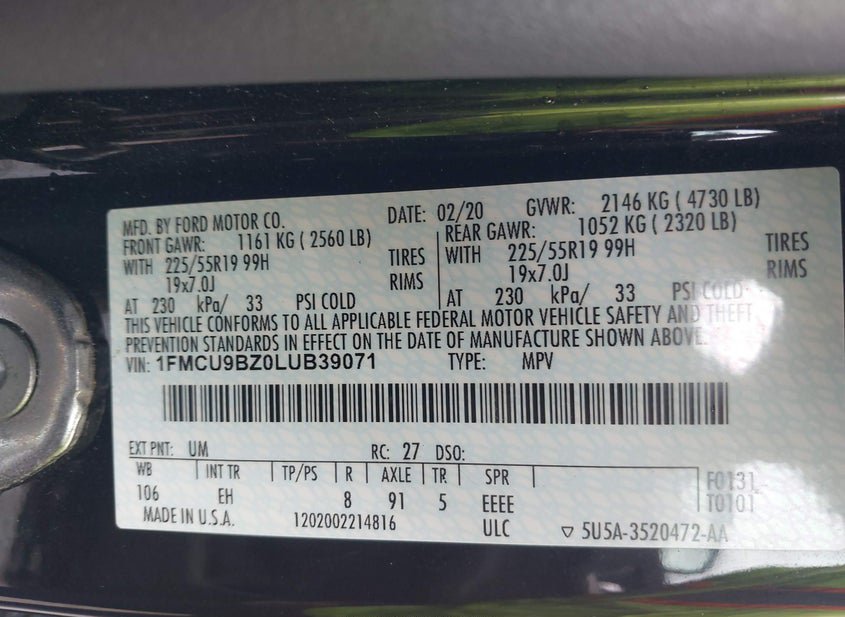 MFD. BY FORD MOTOR CO. DATE: 02/20 GVWR: 2146 KG ( 4730 LB)
FRONT GAWR: 1161 KG ( 2560 LB) REAR GAWR: 1052 KG ( 2320 LB)
WITH 225/55R19 99H TIRES WITH 225/55R19 99H TIRES
19x7.0J RIMS 19x7.0J RIMS
AT 230 kPa/ 33 PSI COLD AT 230 kPa/ 33 PSI COLD
THIS VEHICLE CONFORMS TO ALL APPLICABLE FEDERAL MOTOR VEHICLE SAFETY AND THEFT
PREVENTION STANDARDS IN EFFECT ON THE DATE OF MANUFACTURE SHOWN ABOVE.
VIN: 1FMCU9BZ0LUB39071 TYPE: MPV
EXT PNT: UM RC: 27 DSO:
WB INT TR TP/PS R AXLE TR SPR F0131
106 EH 8 91 5 EEEE T0101
MADE IN U.S.A. 1202002214816 ULC ▽ 5U5A-3520472-AA